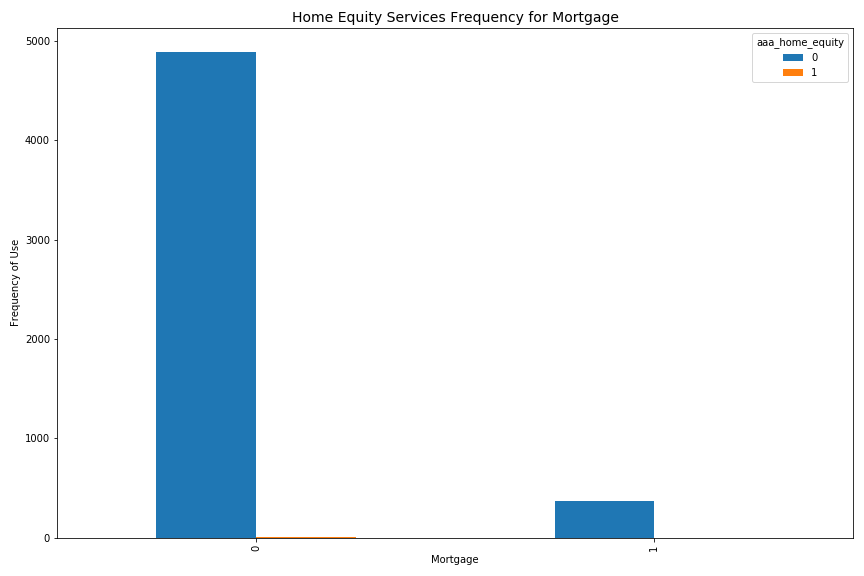 Home Equity Services Frequency for Mortgage
aaa_home_equity
0
1
5000
4000
3000
2000
1000
0
Frequency of Use
0
1
Mortgage